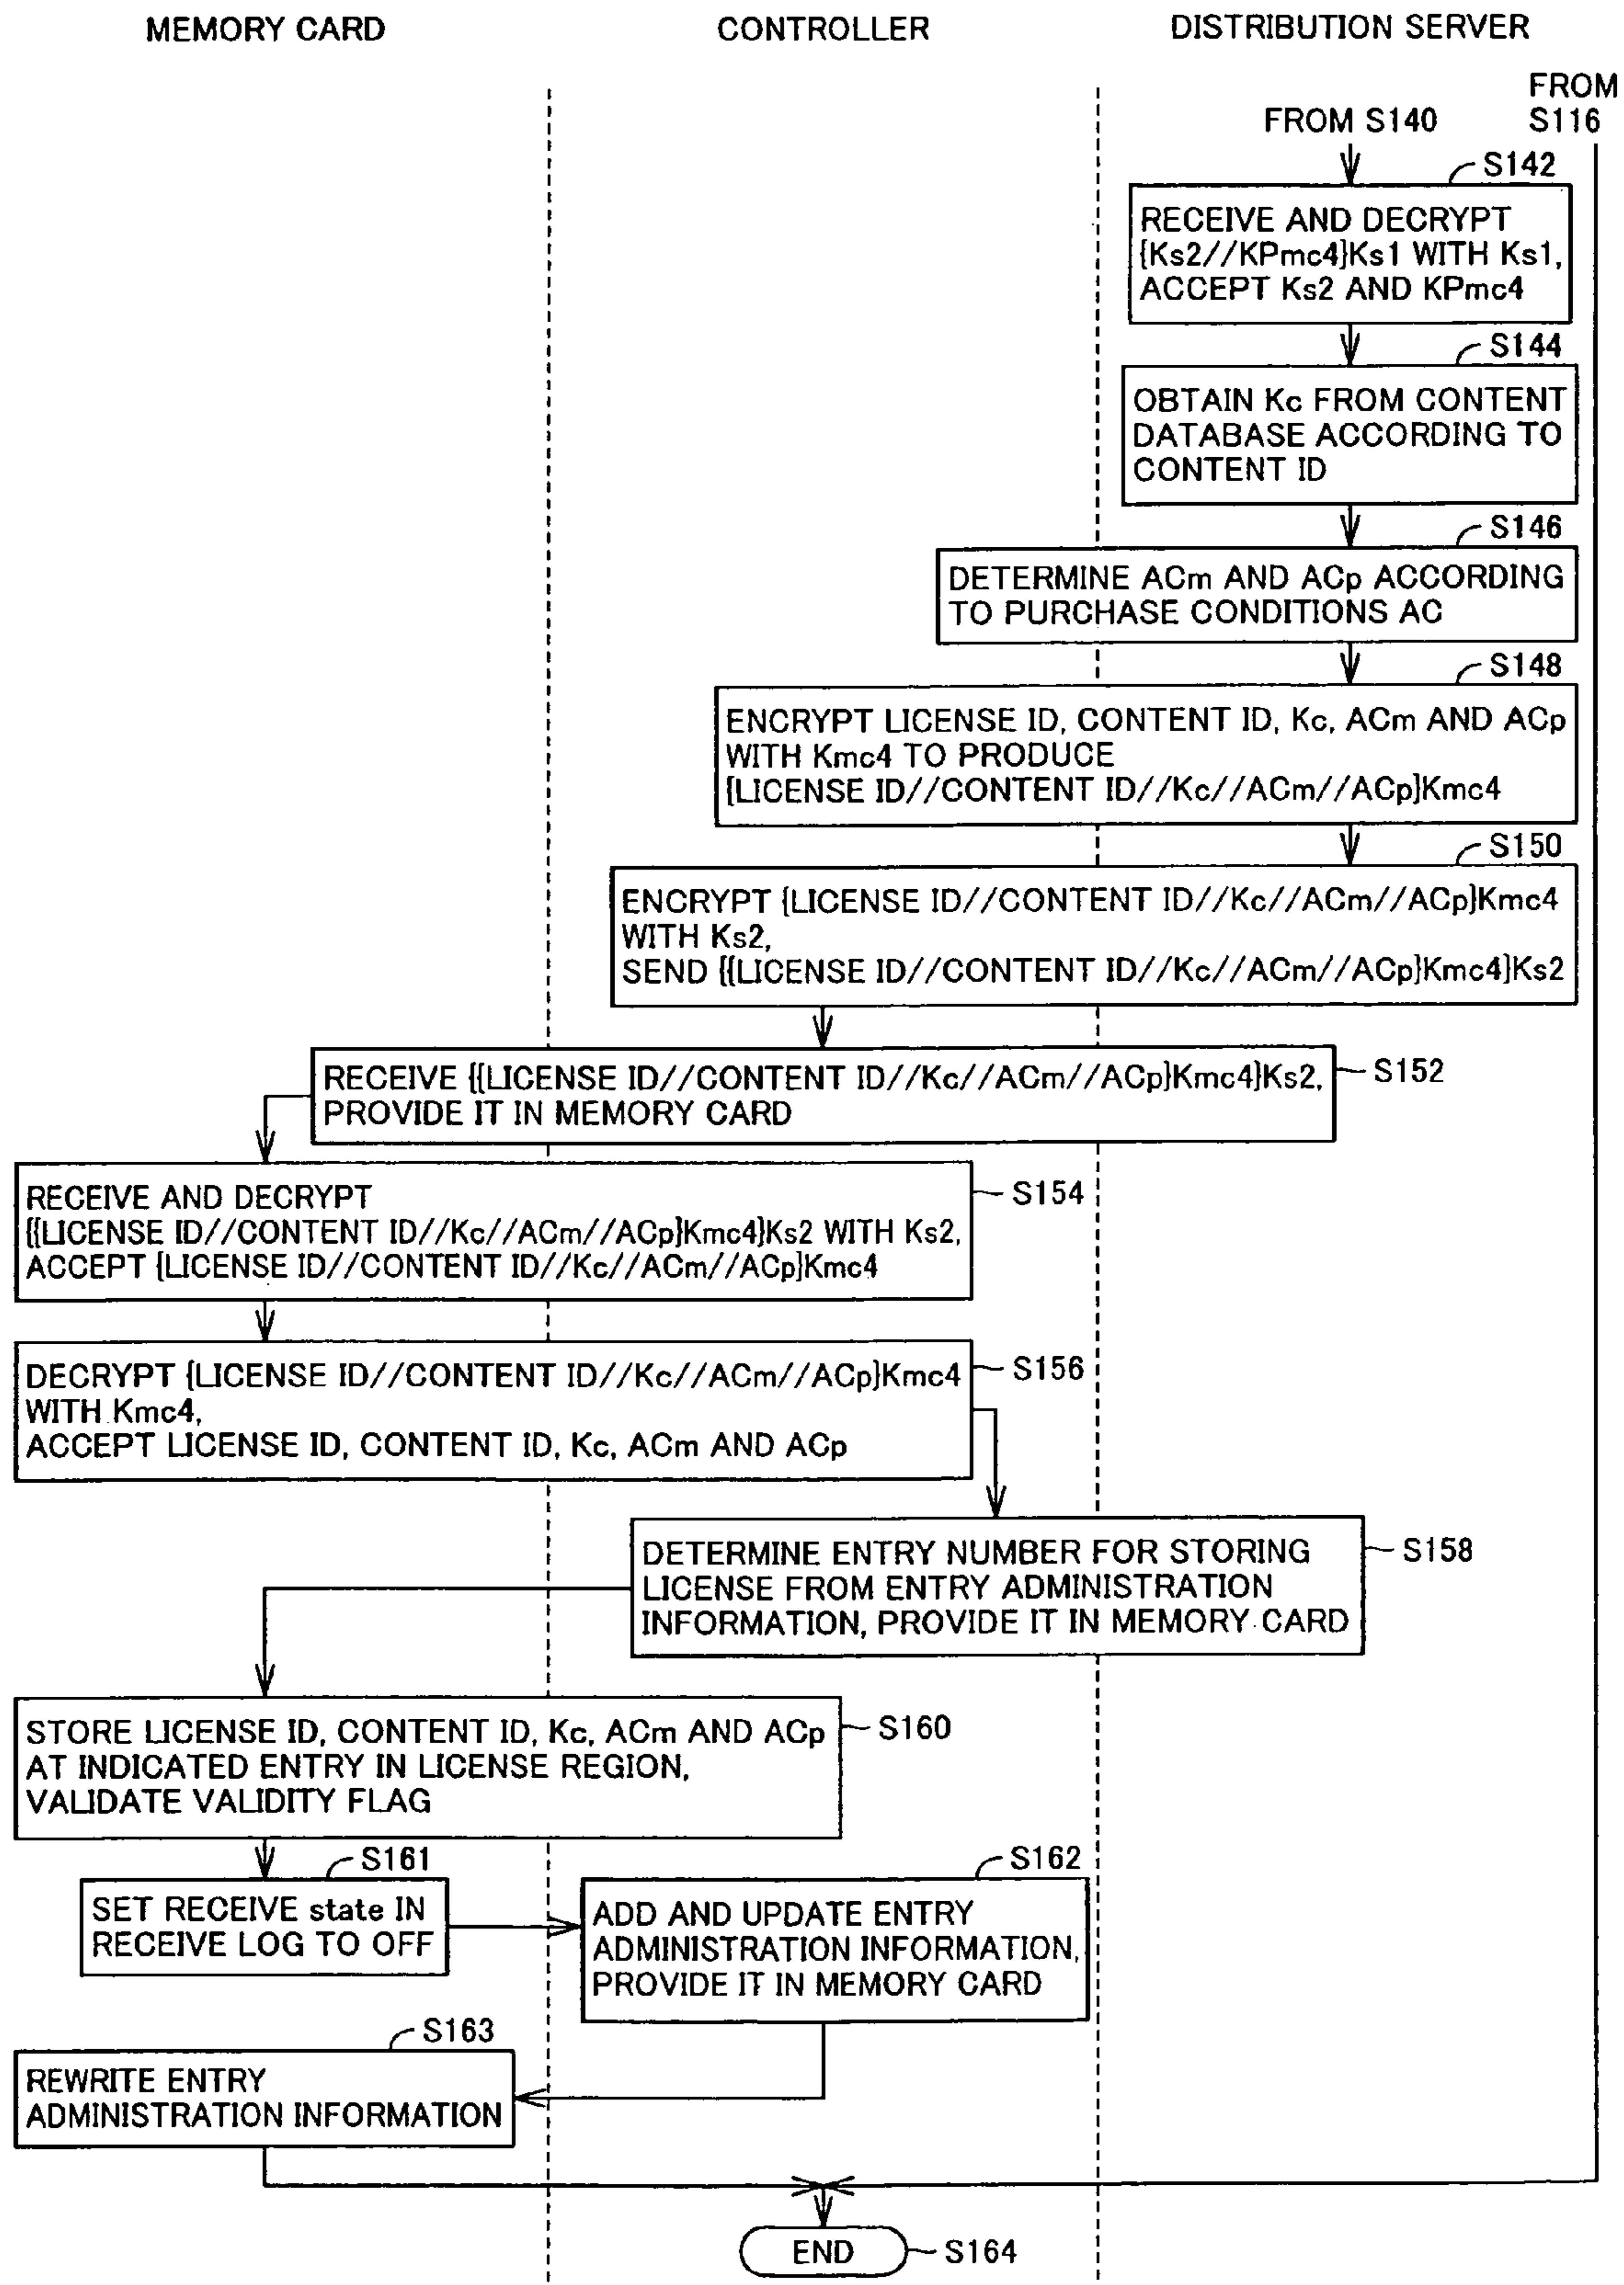 MEMORY CARD
CONTROLLER
DISTRIBUTION SERVER
FROM
S116
FROM S140
S142
RECEIVE AND DECRYPT
{Ks2//KPmc4}Ks1 WITH Ks1,
ACCEPT Ks2 AND KPmc4
S144
OBTAIN Kc FROM CONTENT
DATABASE ACCORDING TO
CONTENT ID
S146
DETERMINE ACm AND ACp ACCORDING
TO PURCHASE CONDITIONS AC
S148
ENCRYPT LICENSE ID, CONTENT ID, Kc, ACm AND ACp
WITH Kmc4 TO PRODUCE
{LICENSE ID//CONTENT ID//Kc//ACm//ACp}Kmc4
S150
ENCRYPT {LICENSE ID//CONTENT ID//Kc//ACm//ACp}Kmc4
WITH Ks2,
SEND {{LICENSE ID//CONTENT ID//Kc//ACm//ACp}Kmc4}Ks2
RECEIVE {{LICENSE ID//CONTENT ID//Kc//ACm//ACp}Kmc4}Ks2,
PROVIDE IT IN MEMORY CARD
S152
RECEIVE AND DECRYPT
{{LICENSE ID//CONTENT ID//Kc//ACm//ACp}Kmc4}Ks2 WITH Ks2,
ACCEPT {LICENSE ID//CONTENT ID//Kc//ACm//ACp}Kmc4
S154
DECRYPT {LICENSE ID//CONTENT ID//Kc//ACm//ACp}Kmc4
WITH Kmc4,
ACCEPT LICENSE ID, CONTENT ID, Kc, ACm AND ACp
S156
DETERMINE ENTRY NUMBER FOR STORING
LICENSE FROM ENTRY ADMINISTRATION
INFORMATION, PROVIDE IT IN MEMORY CARD
S158
STORE LICENSE ID, CONTENT ID, Kc, ACm AND ACp
AT INDICATED ENTRY IN LICENSE REGION,
VALIDATE VALIDITY FLAG
S160
S161
SET RECEIVE state IN
RECEIVE LOG TO OFF
S162
ADD AND UPDATE ENTRY
ADMINISTRATION INFORMATION,
PROVIDE IT IN MEMORY CARD
S163
REWRITE ENTRY
ADMINISTRATION INFORMATION
END
S164